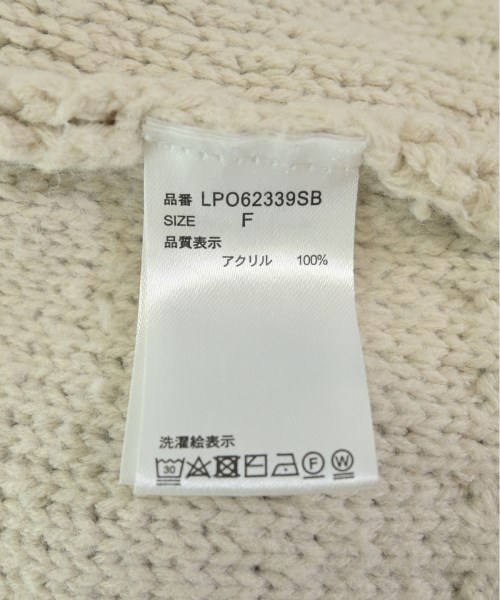 品番 LPO62339SB
SIZE F
品質表示
アクリル 100%
洗濯絵表示
30 F W